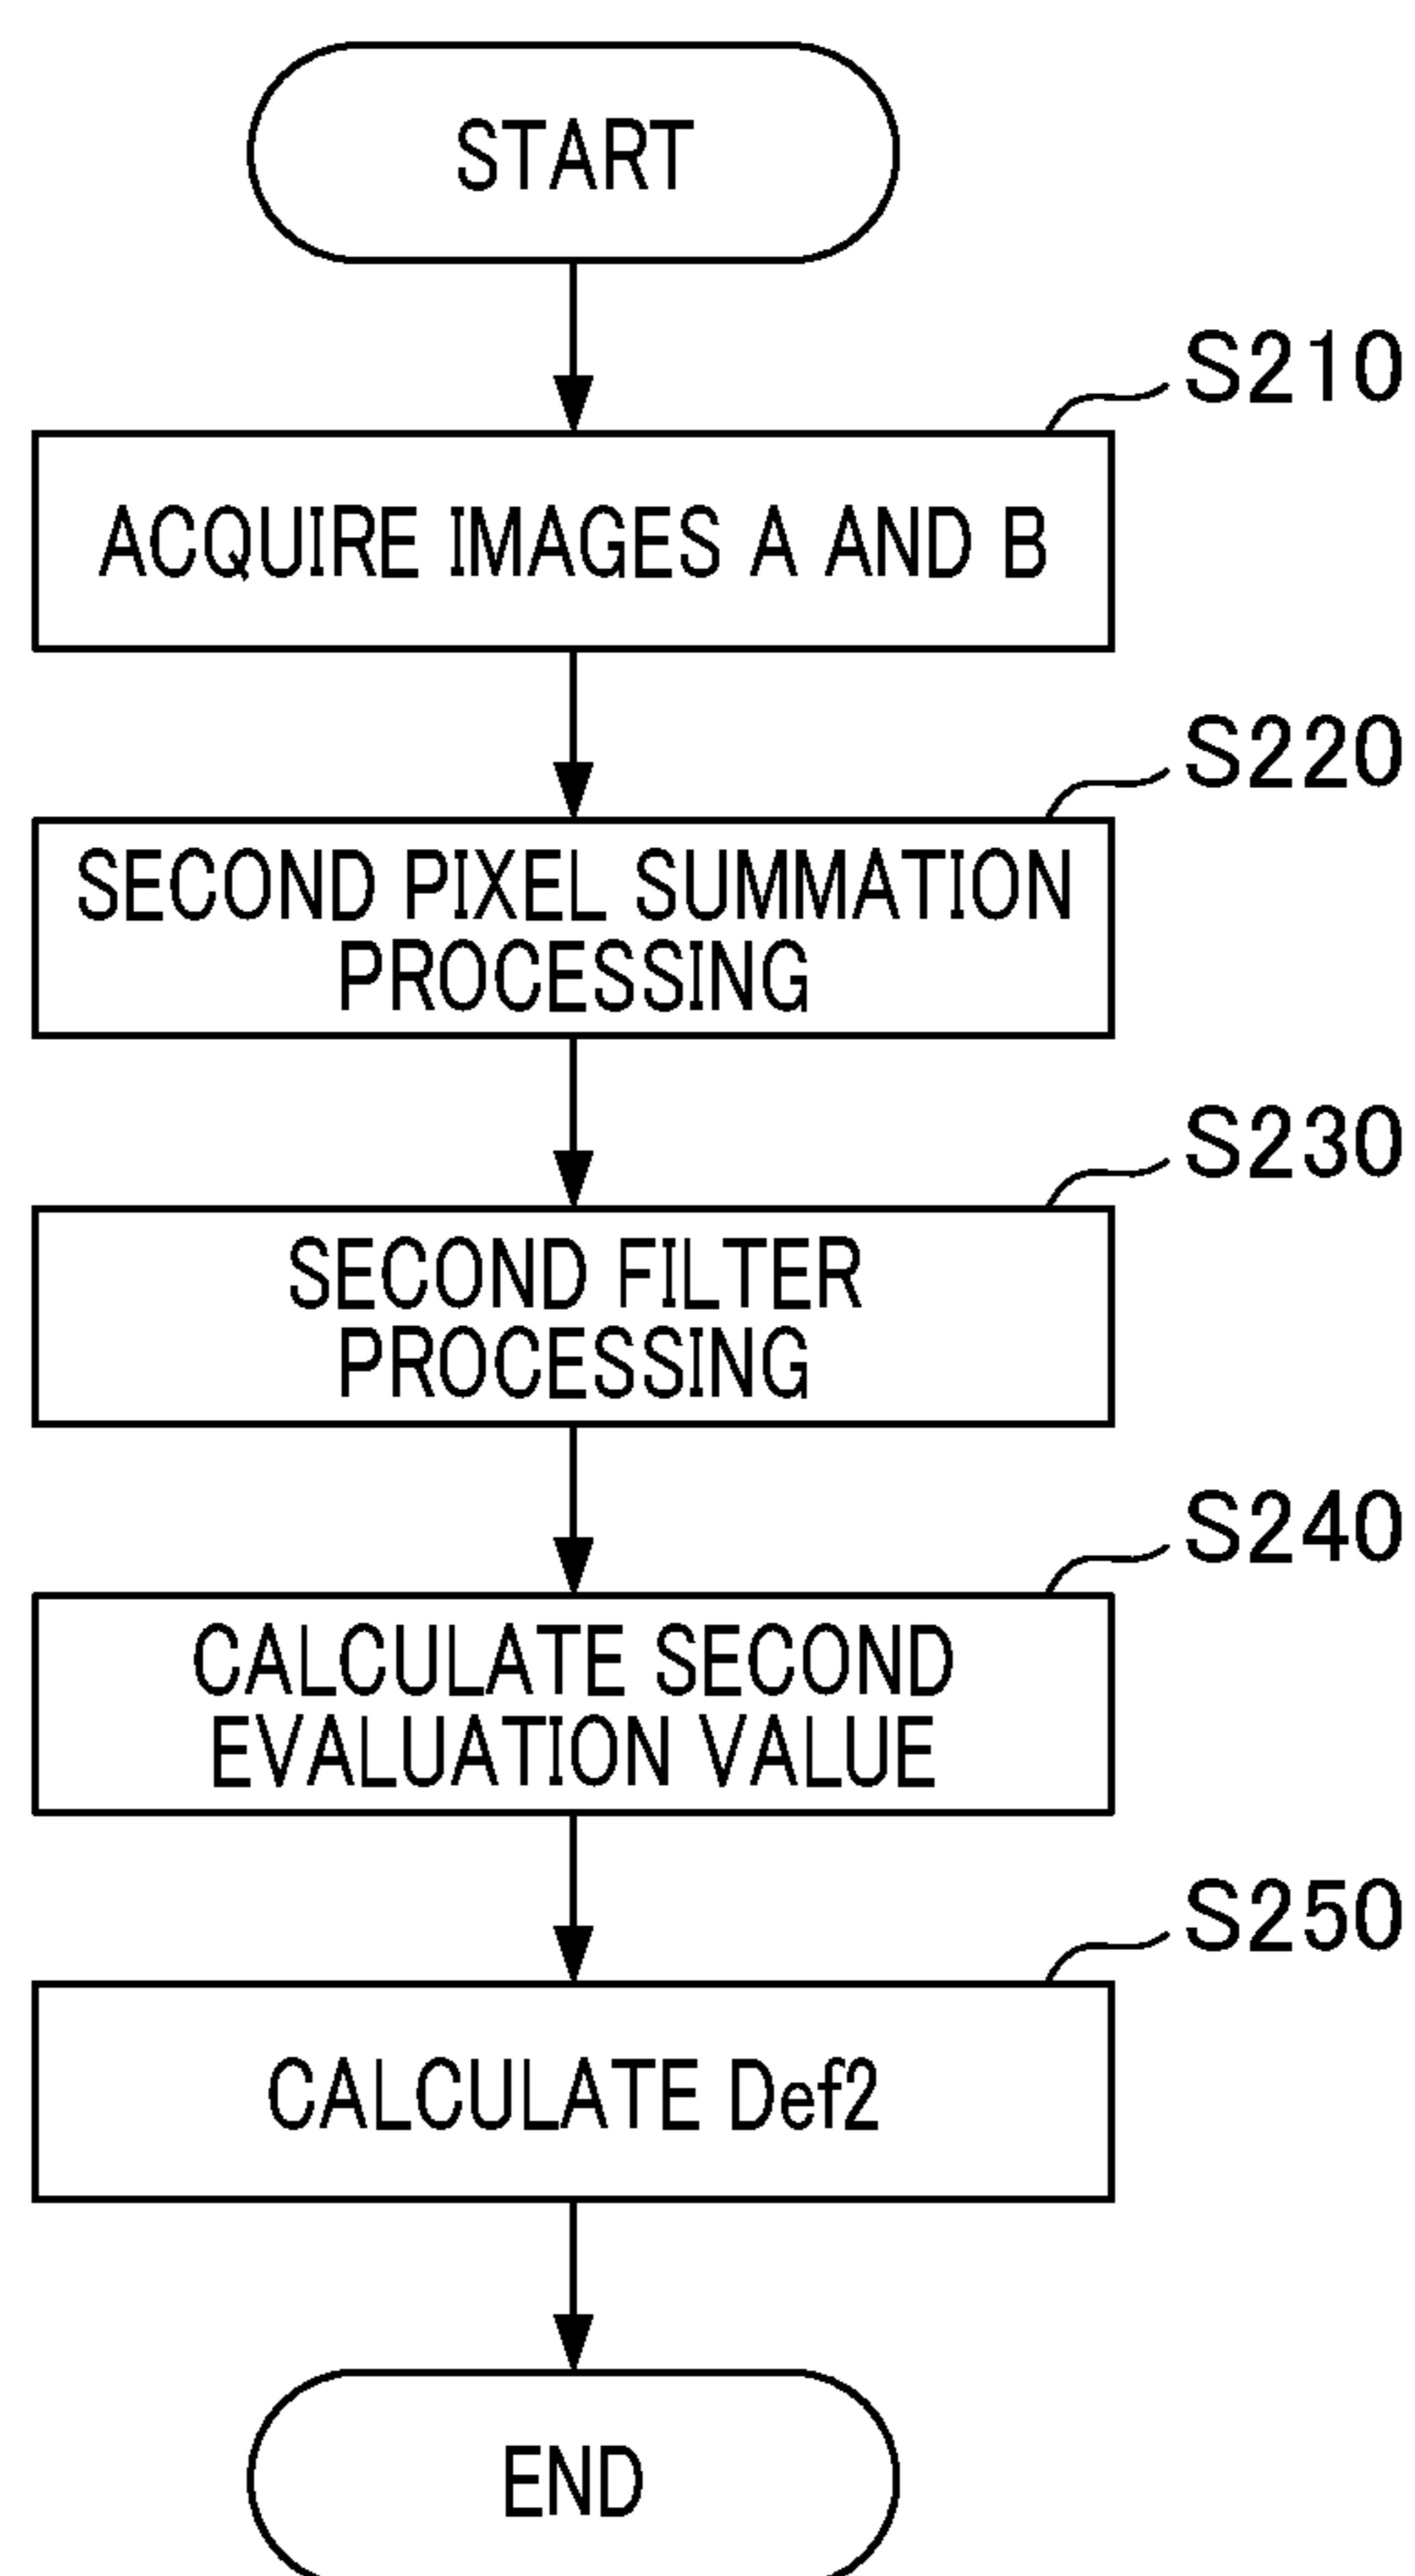 START
S210
ACQUIRE IMAGES A AND B
S220
SECOND PIXEL SUMMATION
PROCESSING
S230
SECOND FILTER
PROCESSING
S240
CALCULATE SECOND
EVALUATION VALUE
S250
CALCULATE Def2
END